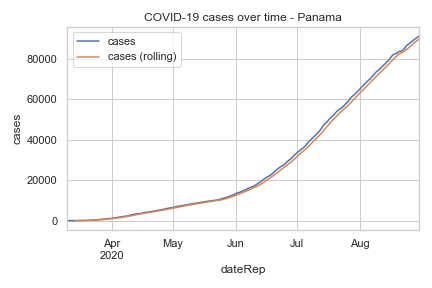 COVID-19 cases over time - Panama
cases
cases (rolling)
80000
60000
40000
20000
0
cases
Apr
2020
May
Jun
Jul
Aug
dateRep